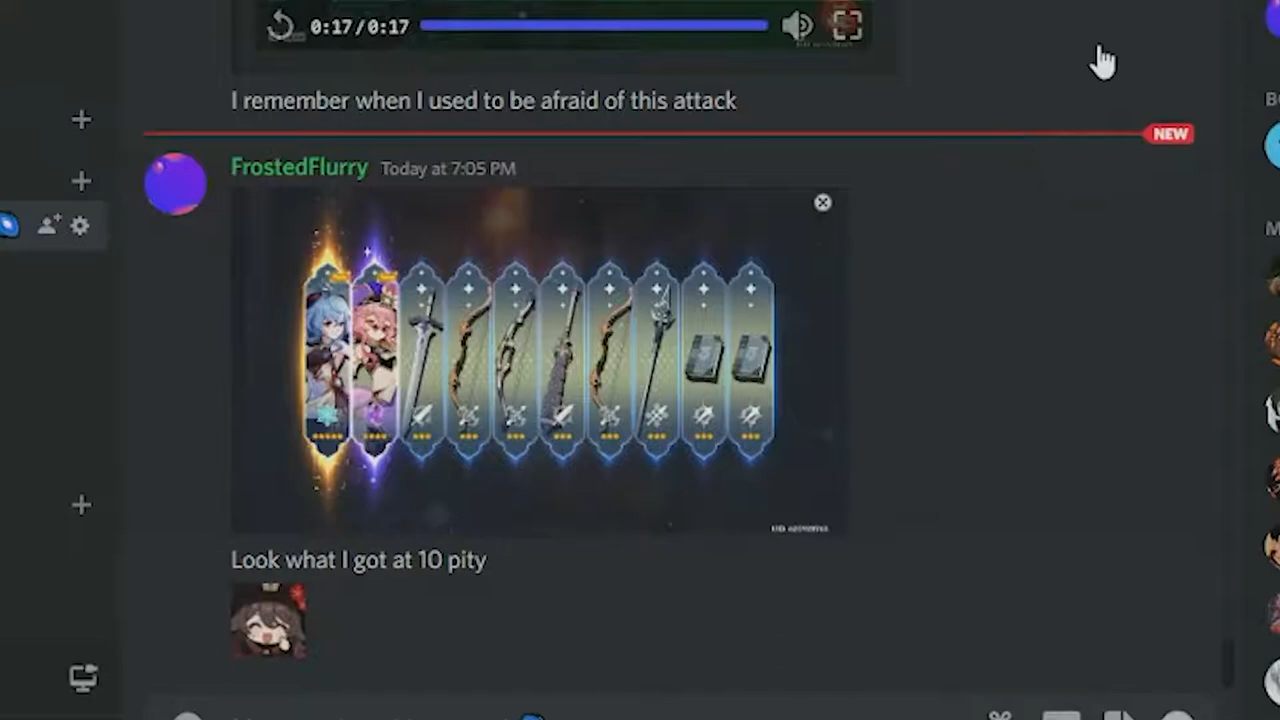 0:17/0:17
I remember when I used to be afraid of this attack
NEW
FrostedFlurry Today at 7:05 PM
Look what I got at 10 pity